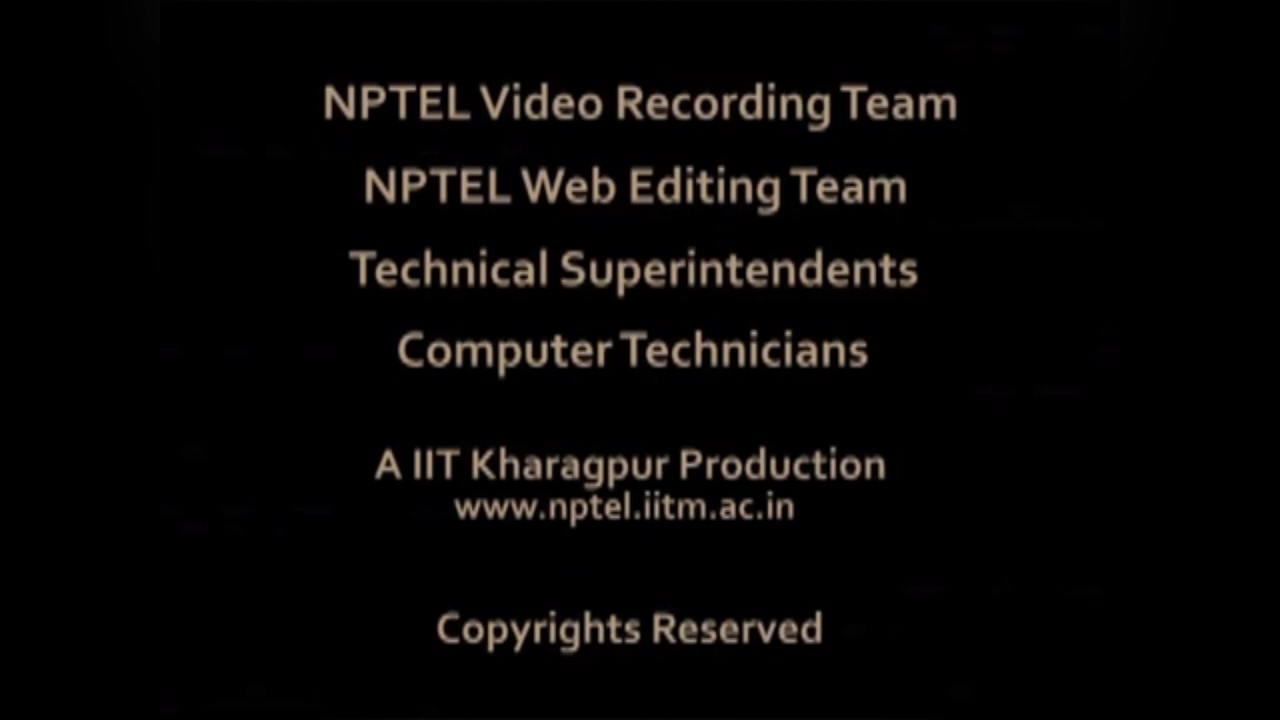 NPTEL Video Recording Team
NPTEL Web Editing Team
Technical Superintendents
Computer Technicians
A IIT Kharagpur Production
www.nptel.iitm.ac.in
Copyrights Reserved